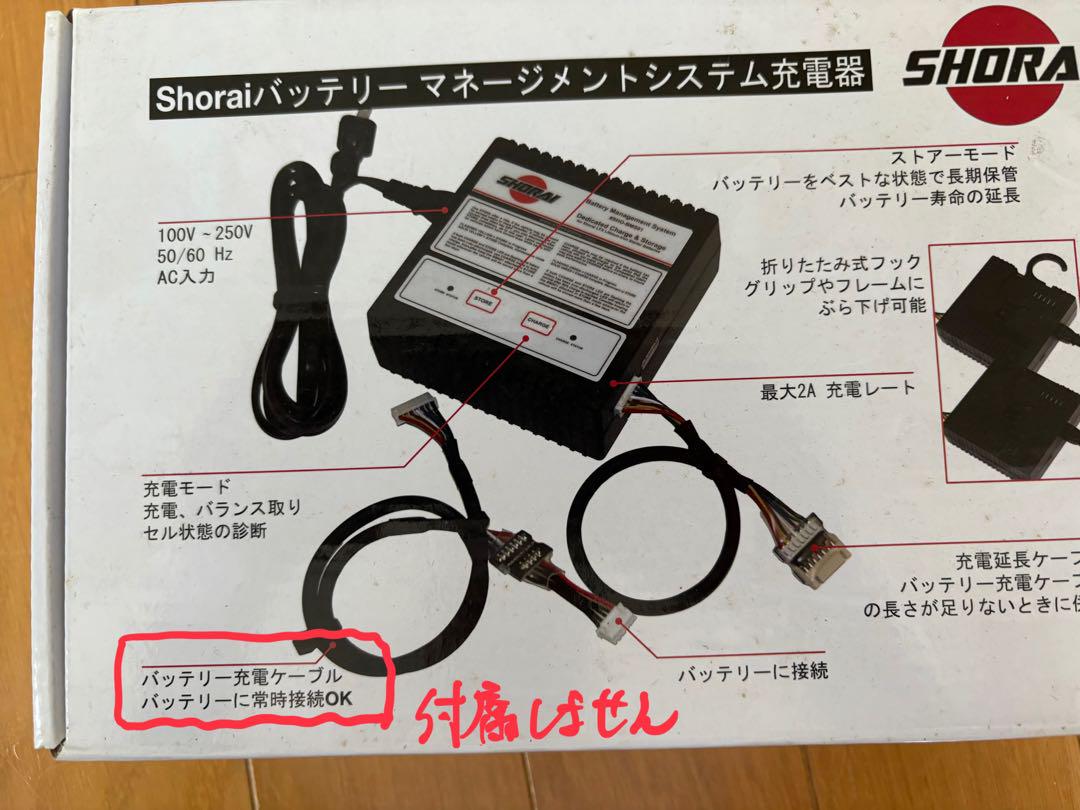 Shoraiバッテリー マネージメントシステム充電器
SHORA
ストアーモード
バッテリーをベストな状態で長期保管
バッテリー寿命の延長
100V ~ 250V
50/60 Hz
AC入力
SHORAI
Battery Management System
SHO-BMS01
Dedicated Charge & Storage
STORE
CHARGE
折りたたみ式フック
グリップやフレームに
ぶら下げ可能
最大2A 充電レート
充電モード
充電、バランス取り
セル状態の診断
充電延長ケーブ
バッテリー充電ケーブ
の長さが足りないときに
バッテリーに接続
バッテリー充電ケーブル
バッテリーに常時接続OK
付属しません